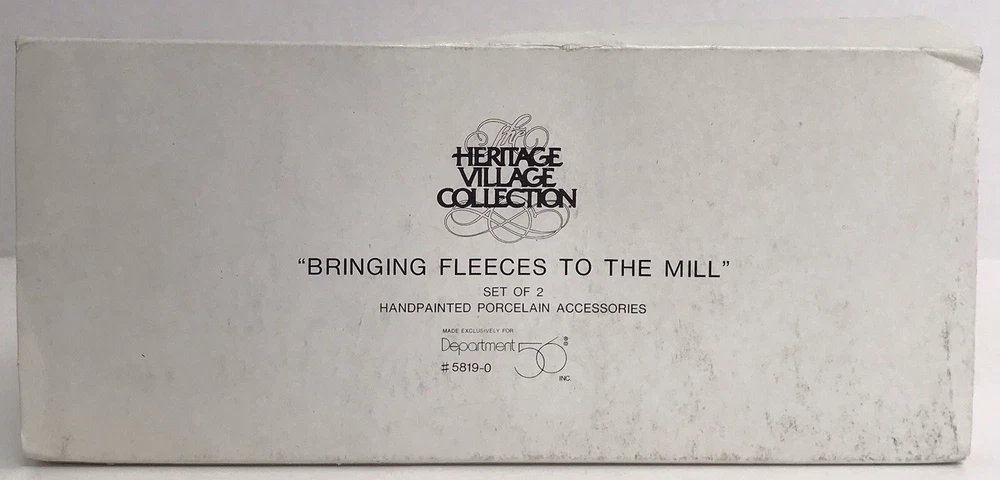 The
HERITAGE
VILLAGE
COLLECTION
“BRINGING FLEECES TO THE MILL”
SET OF 2
HANDPAINTED PORCELAIN ACCESSORIES
MADE EXCLUSIVELY FOR
Department 56 ®
#5819-0
INC.